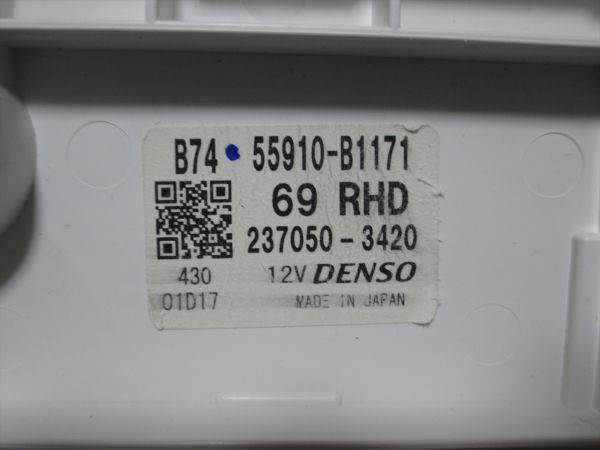 B74 55910-B1171
69 RHD
237050-3420
430 12V DENSO
01D17 MADE IN JAPAN